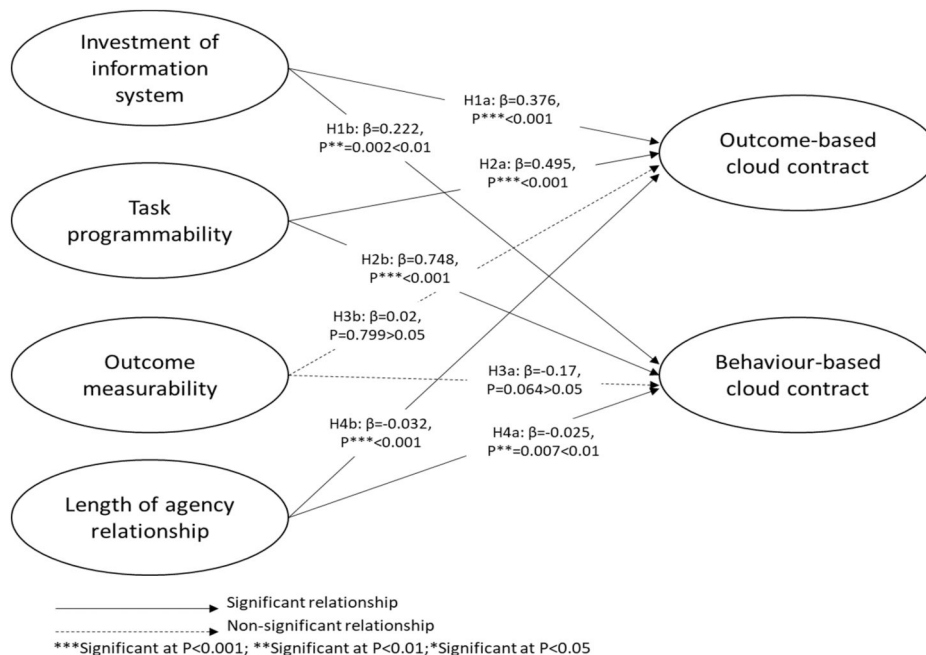 Investment of
information
system
H1a: β=0.376,
P***<0.001
H1b: β=0.222,
P**=0.002<0.01
Outcome-based
cloud contract
H2a: β=0.495,
P***<0.001
Task
programmability
H2b: β=0.748,
P***<0.001
H3b: β=0.02,
P=0.799>0.05
Outcome
measurability
H3a: β=-0.17,
P=0.064>0.05
Behaviour-based
cloud contract
H4b: β=-0.032,
P***<0.001
H4a: β=-0.025,
P**=0.007<0.01
Length of agency
relationship
Significant relationship
Non-significant relationship
***Significant at P<0.001; **Significant at P<0.01;*Significant at P<0.05